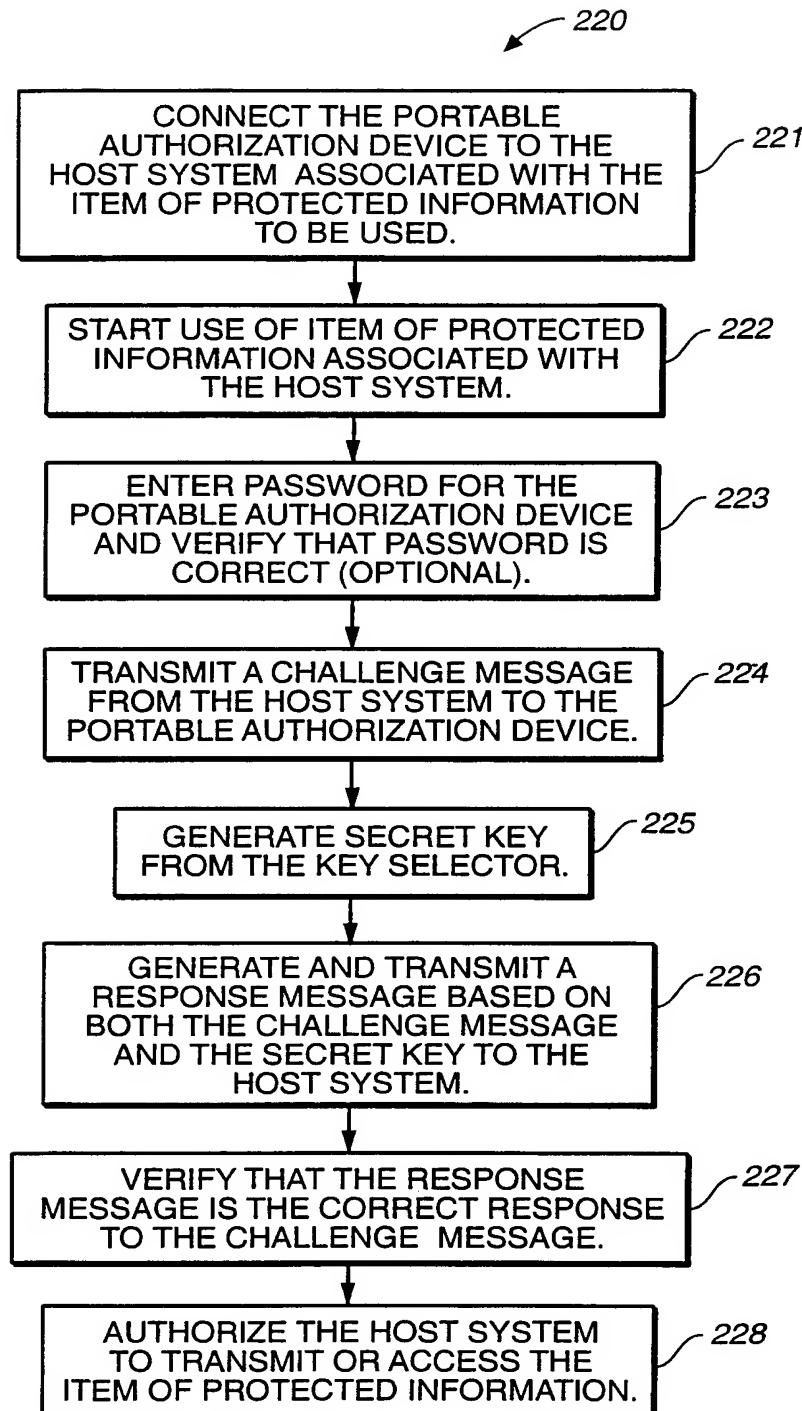 220
CONNECT THE PORTABLE
AUTHORIZATION DEVICE TO THE
HOST SYSTEM ASSOCIATED WITH THE
ITEM OF PROTECTED INFORMATION
TO BE USED.
221
START USE OF ITEM OF PROTECTED
INFORMATION ASSOCIATED WITH
THE HOST SYSTEM.
222
ENTER PASSWORD FOR THE
PORTABLE AUTHORIZATION DEVICE
AND VERIFY THAT PASSWORD IS
CORRECT (OPTIONAL).
223
TRANSMIT A CHALLENGE MESSAGE
FROM THE HOST SYSTEM TO THE
PORTABLE AUTHORIZATION DEVICE.
224
GENERATE SECRET KEY
FROM THE KEY SELECTOR.
225
GENERATE AND TRANSMIT A
RESPONSE MESSAGE BASED ON
BOTH THE CHALLENGE MESSAGE
AND THE SECRET KEY TO THE
HOST SYSTEM.
226
VERIFY THAT THE RESPONSE
MESSAGE IS THE CORRECT RESPONSE
TO THE CHALLENGE MESSAGE.
227
AUTHORIZE THE HOST SYSTEM
TO TRANSMIT OR ACCESS THE
ITEM OF PROTECTED INFORMATION.
228